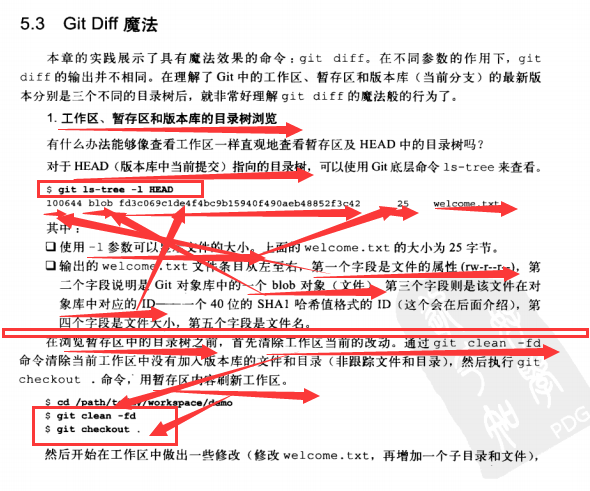 5.3 Git Diff 魔法
本章的实践展示了具有魔法效果的命令:git diff。在不同参数的作用下,git
diff 的输出并不相同。在理解了 Git 中的工作区、暂存区和版本库(当前分支)的最新版
本分别是三个不同的目录树后,就非常好理解 git diff 的魔法般的行为了。
1. 工作区、暂存区和版本库的目录树浏览
有什么办法能够像查看工作区一样直观地查看暂存区及 HEAD 中的目录树吗?
对于 HEAD(版本库中当前提交)指向的目录树,可以使用 Git 底层命令 ls-tree 来查看。
$ git ls-tree -l HEAD
100644 blob fd3c069c1de4f4bc9b15940f490aeb48852f3c42 25 welcome.txt
其中:
❏ 使用 -l 参数可以文件的大小。上面的 welcome.txt 的大小为 25 字节。
❏ 输出的 welcome.txt 文件条目从左至右,第一个字段是文件的属性 (rw-r--r--),第
二个字段说明是 Git 对象库中的一个 blob 对象(文件),第三个字段则是该文件在对
象库中对应的 ID——一个 40 位的 SHA1 哈希值格式的 ID(这个会在后面介绍),第
四个字段是文件大小,第五个字段是文件名。
在浏览暂存区中的目录树之前,首先清除工作区当前的改动。通过 git clean -fd
命令清除当前工作区中没有加入版本库的文件和目录(非跟踪文件和目录),然后执行 git
checkout . 命令,用暂存区内容刷新工作区。
$ cd /path/to/my/workspace/demo
$ git clean -fd
$ git checkout .
然后开始在工作区中做出一些修改(修改 welcome.txt,再增加一个子目录和文件),
PDG